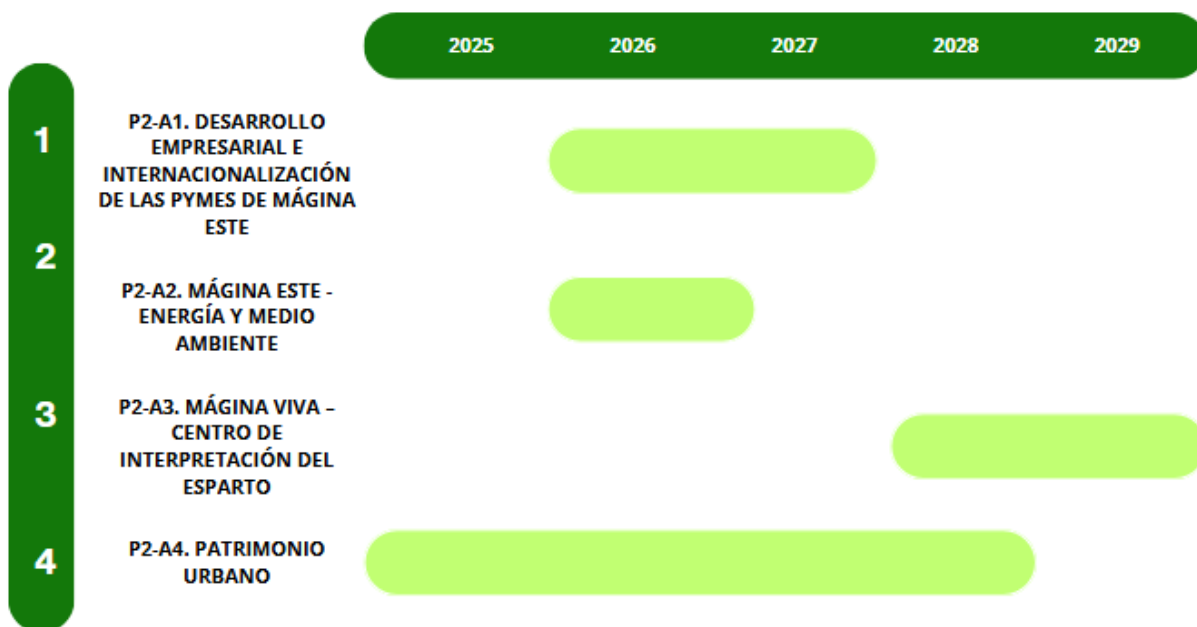 2025 2026 2027 2028 2029
1
P2-A1. DESARROLLO
EMPRESARIAL E
INTERNACIONALIZACIÓN
DE LAS PYMES DE MÁGINA
ESTE
2
P2-A2. MÁGINA ESTE -
ENERGÍA Y MEDIO
AMBIENTE
3
P2-A3. MÁGINA VIVA –
CENTRO DE
INTERPRETACIÓN DEL
ESPARTO
4
P2-A4. PATRIMONIO
URBANO